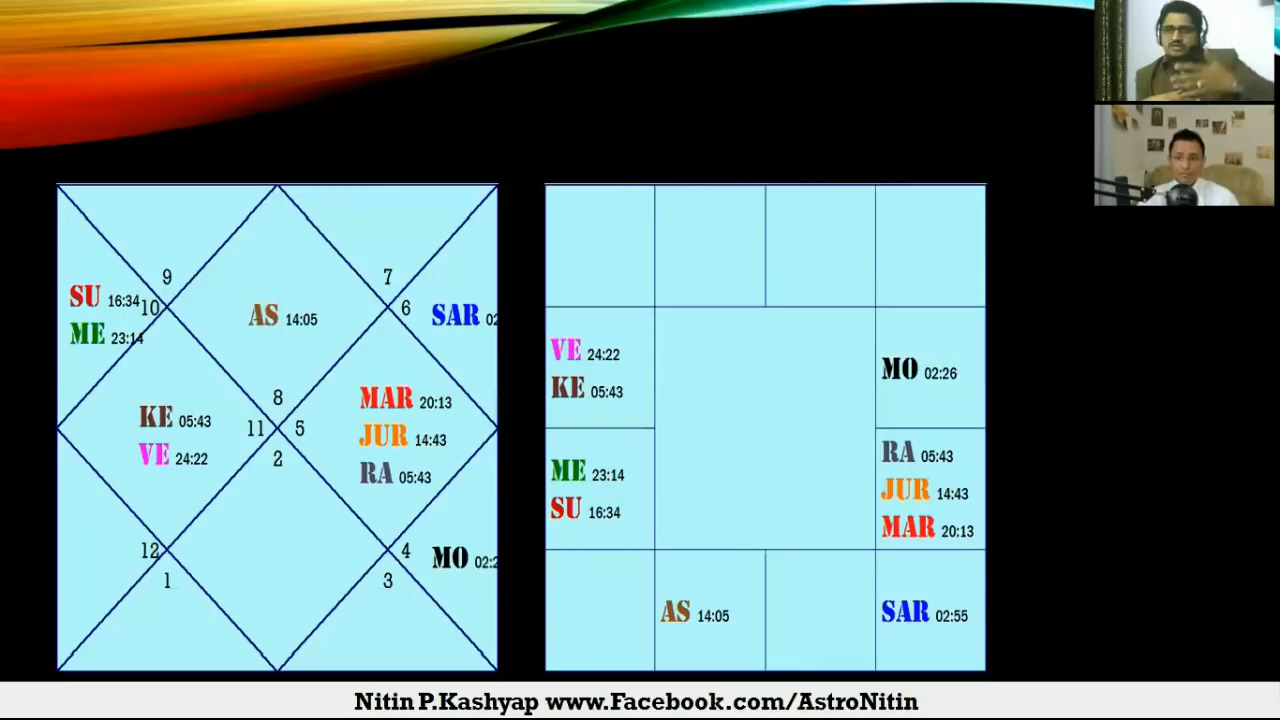 9
7
SU 16:34
10
6
SAR 02
ME 23:14
AS 14:05
8
MAR 20:13
KE 05:43
11
5
JUR 14:43
VE 24:22
2
RA 05:43
12
4
MO 02:2
1
3
VE 24:22
KE 05:43
MO 02:26
ME 23:14
SU 16:34
RA 05:43
JUR 14:43
MAR 20:13
AS 14:05
SAR 02:55
Nitin P.Kashyap www.Facebook.com/AstroNitin